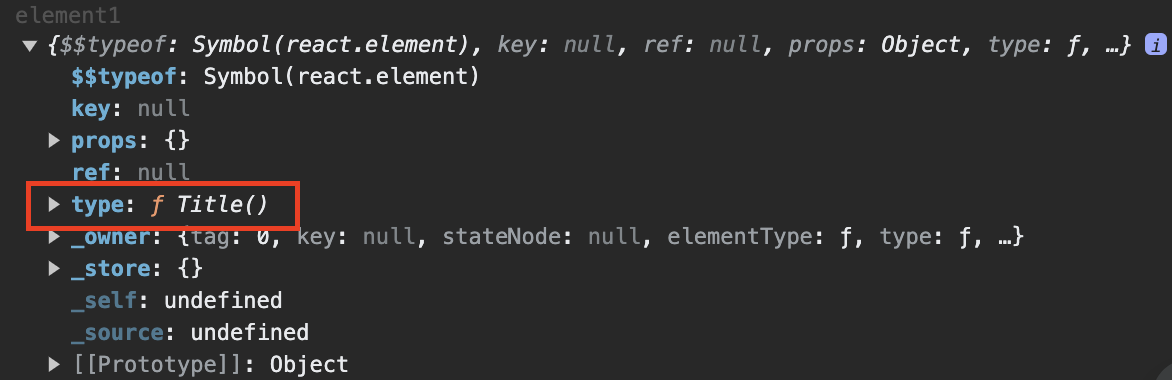 element1
▼ {$$typeof: Symbol(react.element), key: null, ref: null, props: Object, type: ƒ, …} i
$$typeof: Symbol(react.element)
key: null
▶ props: {}
ref: null
▶ type: ƒ Title()
▶ _owner: {tag: 0, key: null, stateNode: null, elementType: ƒ, type: ƒ, …}
▶ _store: {}
_self: undefined
_source: undefined
▶ [[Prototype]]: Object